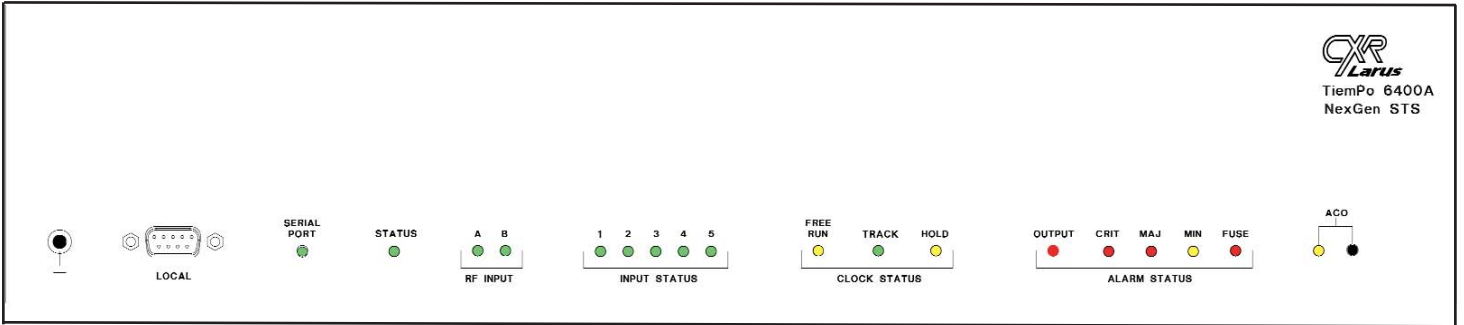 CXR
Larus
TiemPo 6400A
NexGen STS
LOCAL
SERIAL
PORT
STATUS
A B
RF INPUT
1 2 3 4 5
INPUT STATUS
FREE
RUN TRACK HOLD
CLOCK STATUS
OUTPUT CRIT MAJ MIN FUSE
ALARM STATUS
ACO